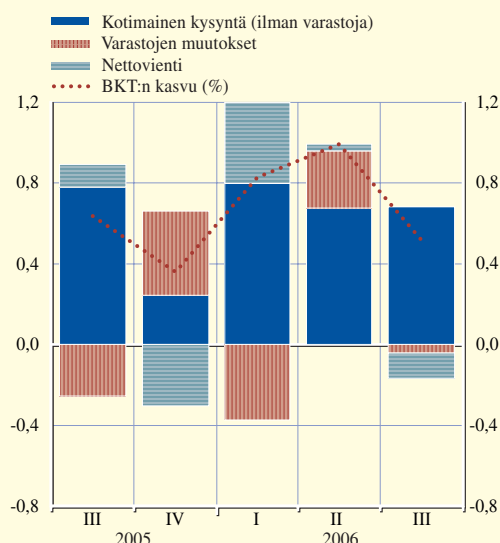 Kotimainen kysyntä (ilman varastoja)
Varastojen muutokset
Nettovienti
BKT:n kasvu (%)
1,2 1,2
0,8 0,8
0,4 0,4
0,0 0,0
-0,4 -0,4
-0,8 -0,8
III IV I II III
2005 2006